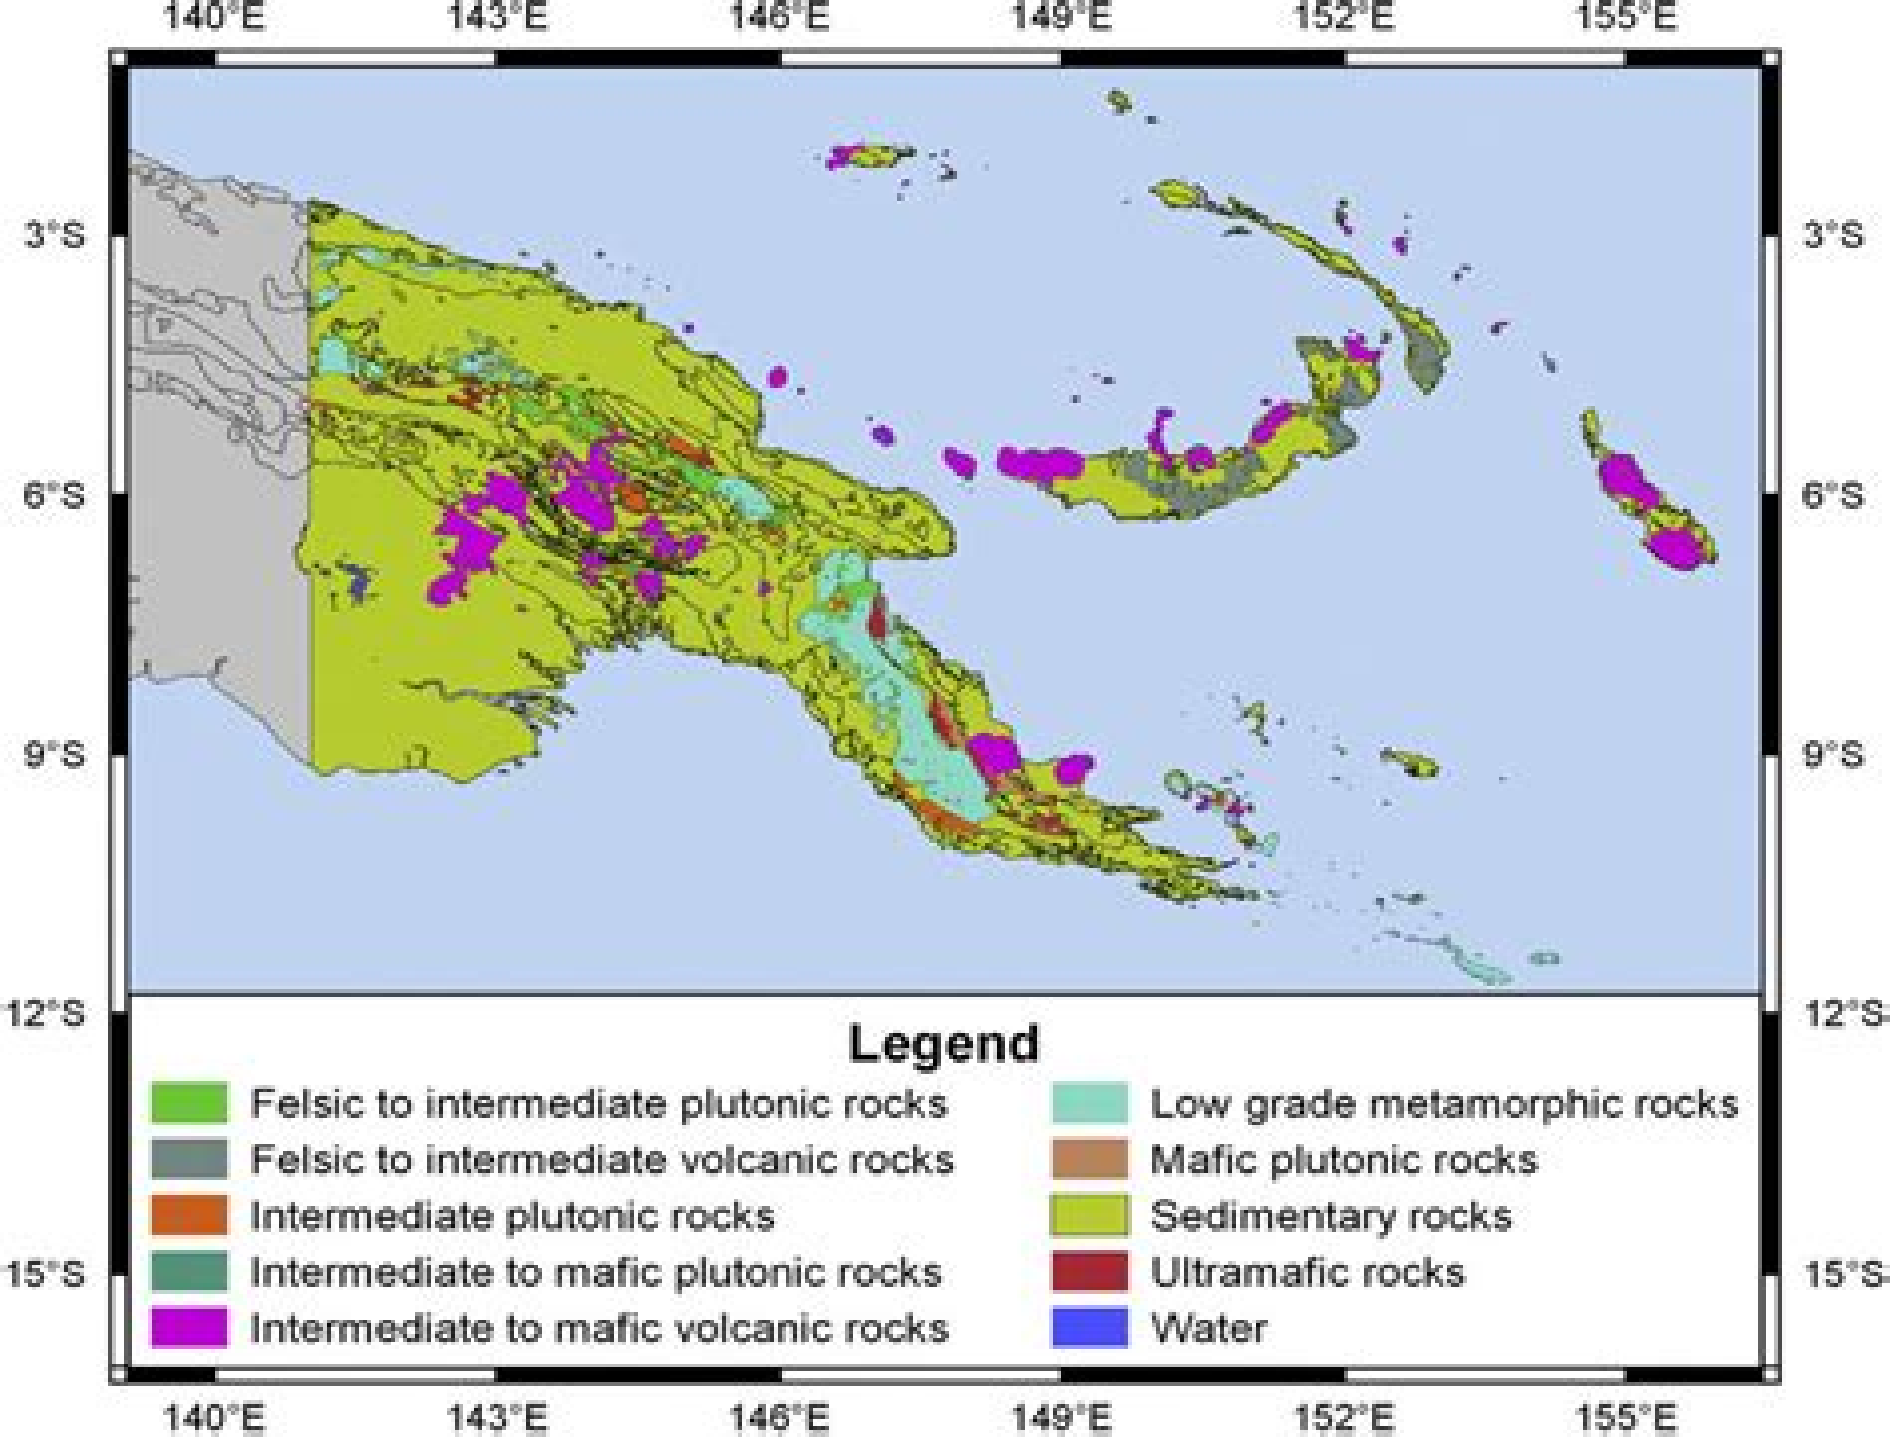 140°E 143°E 146°E 149°E 152°E 155°E
3°S 3°S
6°S 6°S
9°S 9°S
12°S 12°S
Legend
Felsic to intermediate plutonic rocks
Low grade metamorphic rocks
Felsic to intermediate volcanic rocks
Mafic plutonic rocks
Intermediate plutonic rocks
Sedimentary rocks
15°S 15°S
Intermediate to mafic plutonic rocks
Ultramafic rocks
Intermediate to mafic volcanic rocks
Water
140°E 143°E 146°E 149°E 152°E 155°E